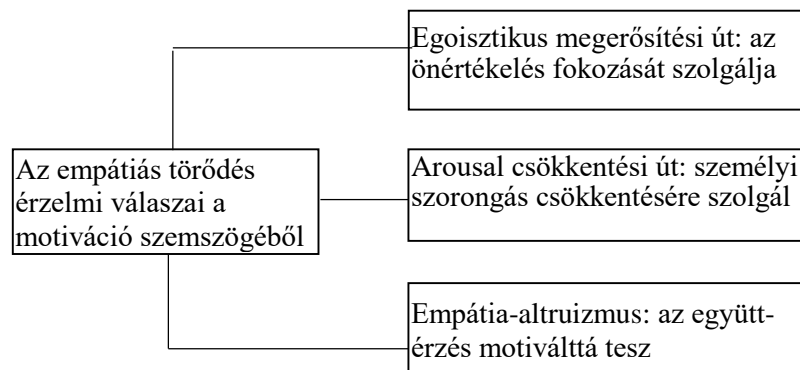 Egoisztikus megerősítési út: az
önértékelés fokozását szolgálja
Az empátiás törődés
érzelmi válaszai a
motiváció szemszögéből
Arousal csökkentési út: személyi
szorongás csökkentésére szolgál
Empátia-altruizmus: az együtt-
érzés motiválttá tesz